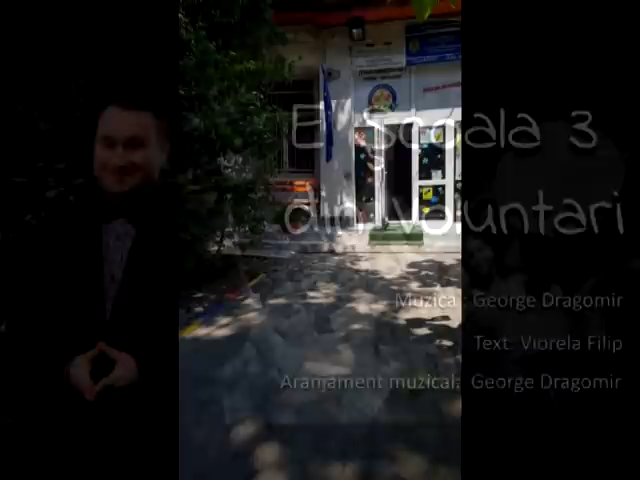 E Școala 3
din Voluntari
Muzica: George Dragomir
Text: Viorela Filip
Aranjament muzical: George Dragomir